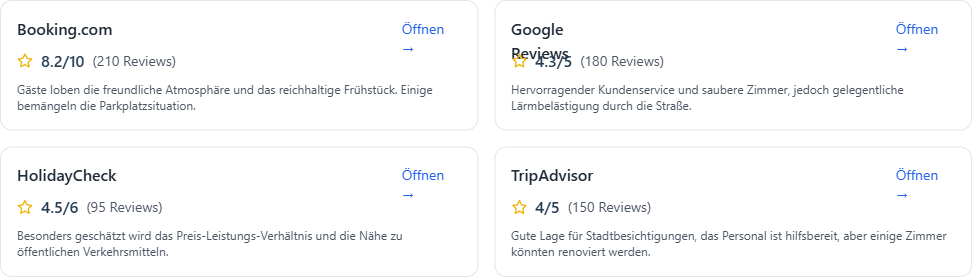 Booking.com
Öffnen
→
8.2/10 (210 Reviews)
Gäste loben die freundliche Atmosphäre und das reichhaltige Frühstück. Einige
bemängeln die Parkplatzsituation.
Google
Reviews
Öffnen
→
4.3/5 (180 Reviews)
Hervorragender Kundenservice und saubere Zimmer, jedoch gelegentliche
Lärmbelästigung durch die Straße.
HolidayCheck
Öffnen
→
4.5/6 (95 Reviews)
Besonders geschätzt wird das Preis-Leistungs-Verhältnis und die Nähe zu
öffentlichen Verkehrsmitteln.
TripAdvisor
Öffnen
→
4/5 (150 Reviews)
Gute Lage für Stadtbesichtigungen, das Personal ist hilfsbereit, aber einige Zimmer
könnten renoviert werden.